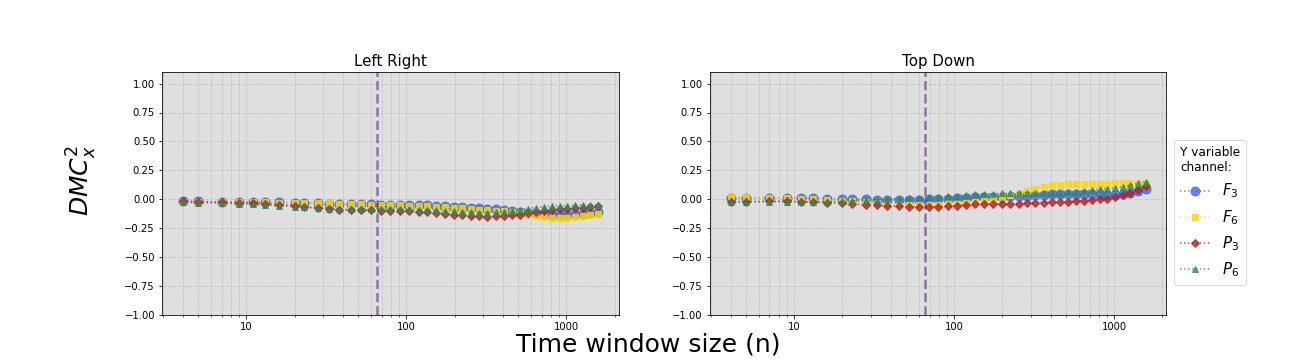 Left Right
Top Down
1.00
0.75
0.50
0.25
0.00
−0.25
−0.50
−0.75
−1.00
10
100
1000
1.00
0.75
0.50
0.25
0.00
−0.25
−0.50
−0.75
−1.00
10
100
1000
DMC²ₓ
Time window size (n)
Y variable
channel:
F₃
F₆
P₃
P₆